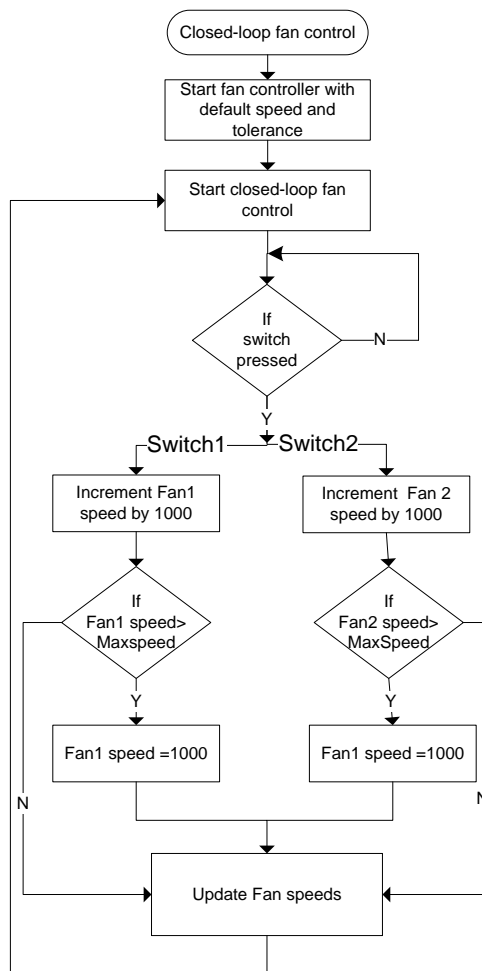 Closed-loop fan control
Start fan controller with
default speed and
tolerance
Start closed-loop fan
control
If
switch
pressed
N
Y
Switch1
Switch2
Increment Fan1
speed by 1000
Increment Fan 2
speed by 1000
If
Fan1 speed>
Maxspeed
If
Fan2 speed>
MaxSpeed
Y
Y
Fan1 speed =1000
Fan1 speed =1000
N
N
Update Fan speeds